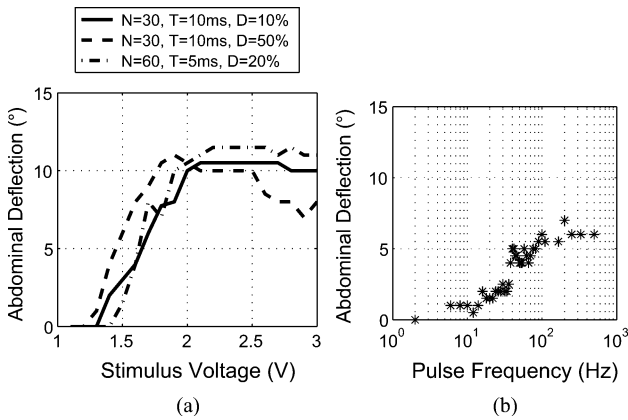 N=30, T=10ms, D=10%
N=30, T=10ms, D=50%
N=60, T=5ms, D=20%
Abdominal Deflection (°)
15
10
5
0
1
1.5
2
2.5
3
Stimulus Voltage (V)
(a)
Abdominal Deflection (°)
15
10
5
0
10^0
10^1
10^2
10^3
Pulse Frequency (Hz)
(b)